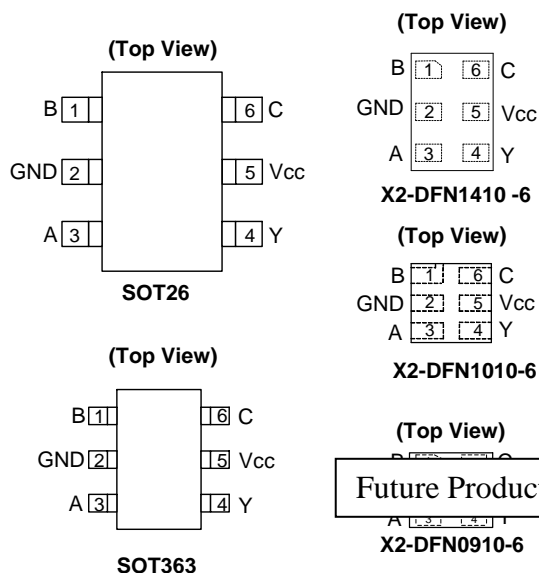 (Top View)
B 1 6 C
GND 2 5 Vcc
A 3 4 Y
SOT26
(Top View)
B 1 6 C
GND 2 5 Vcc
A 3 4 Y
SOT363
(Top View)
B 1 6 C
GND 2 5 Vcc
A 3 4 Y
X2-DFN1410 -6
(Top View)
B 1 6 C
GND 2 5 Vcc
A 3 4 Y
X2-DFN1010-6
(Top View)
Future Produc
A 3 4
X2-DFN0910-6